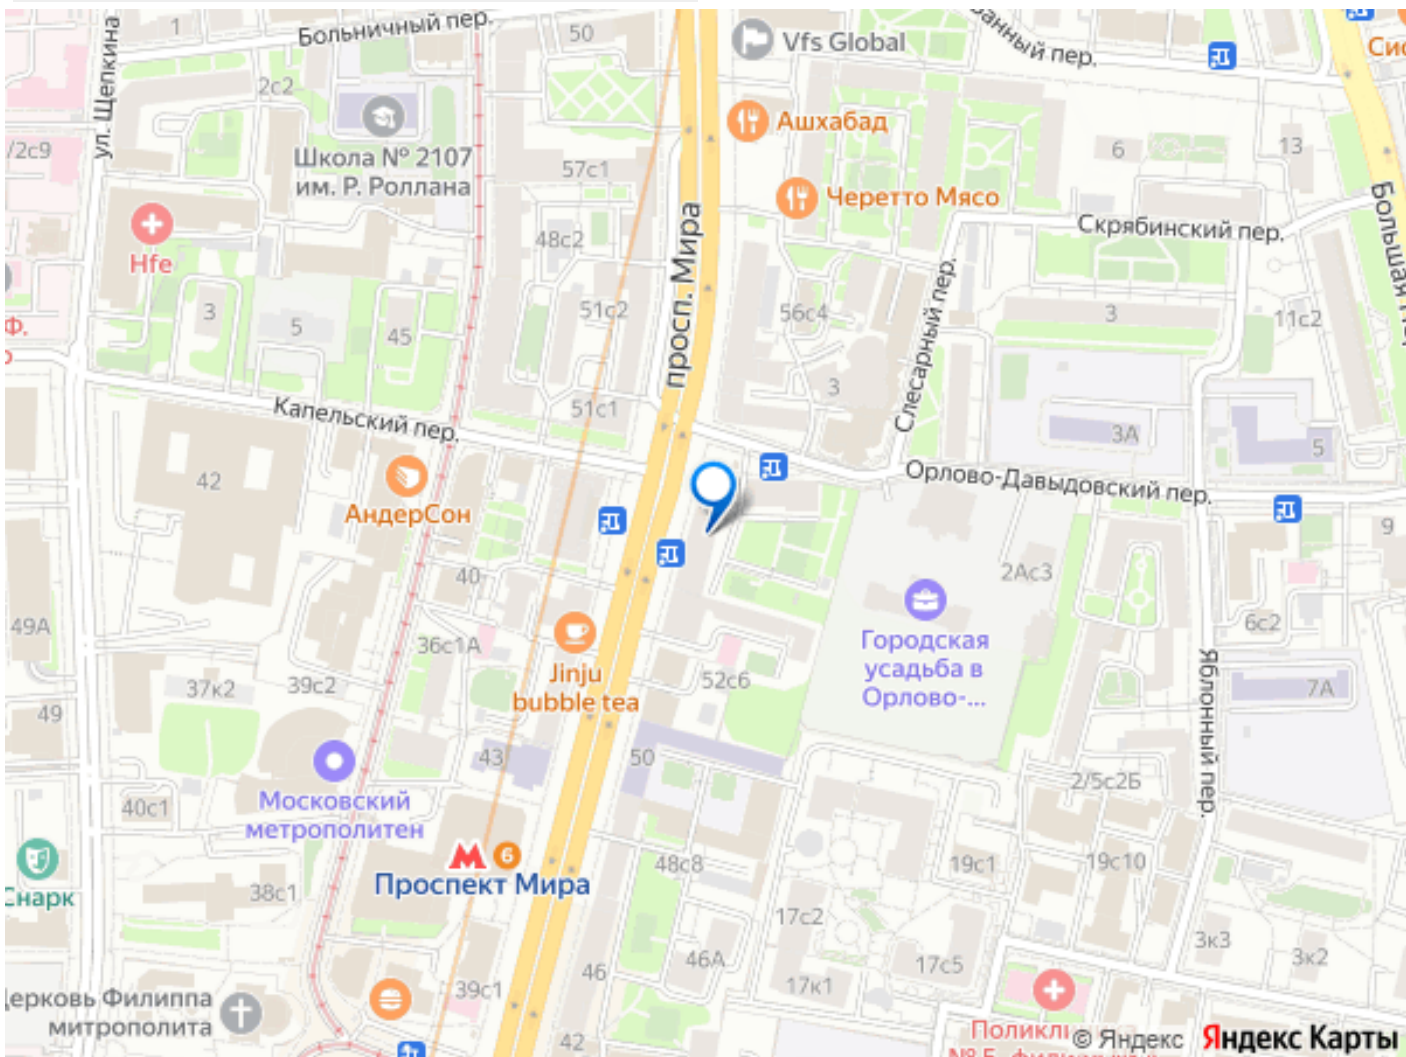 1
Больничный пер.
50
Vfs Global
ул. Щепкина
2с2
Ашхабад
Школа № 2107
им. Р. Роллана
/2с9
57с1
6
13
Черетто Мясо
просп. Мира
48с2
Скрябинский пер.
Hfe
Слесарный пер.
Большая
3
5
45
51с2
56с4
3
11с2
Ф.
3
Капельский пер.
51с1
3А
5
42
Орлово-Давыдовский пер.
АндерСон
9
40
2Ас3
49А
36с1А
Городская
усадьба в
Орлово-...
6с2
Jinju
bubble tea
37к2
39с2
52с6
7А
Яблонный пер.
49
43
50
2/5с2Б
Московский
метрополитен
40с1
6
Проспект Мира
48с8
19с1
19с10
Снарк
38с1
17с2
3к3
3к2
46
46А
17с5
17к1
39с1
Церковь Филиппа
митрополита
42
© Яндекс
Яндекс Карты